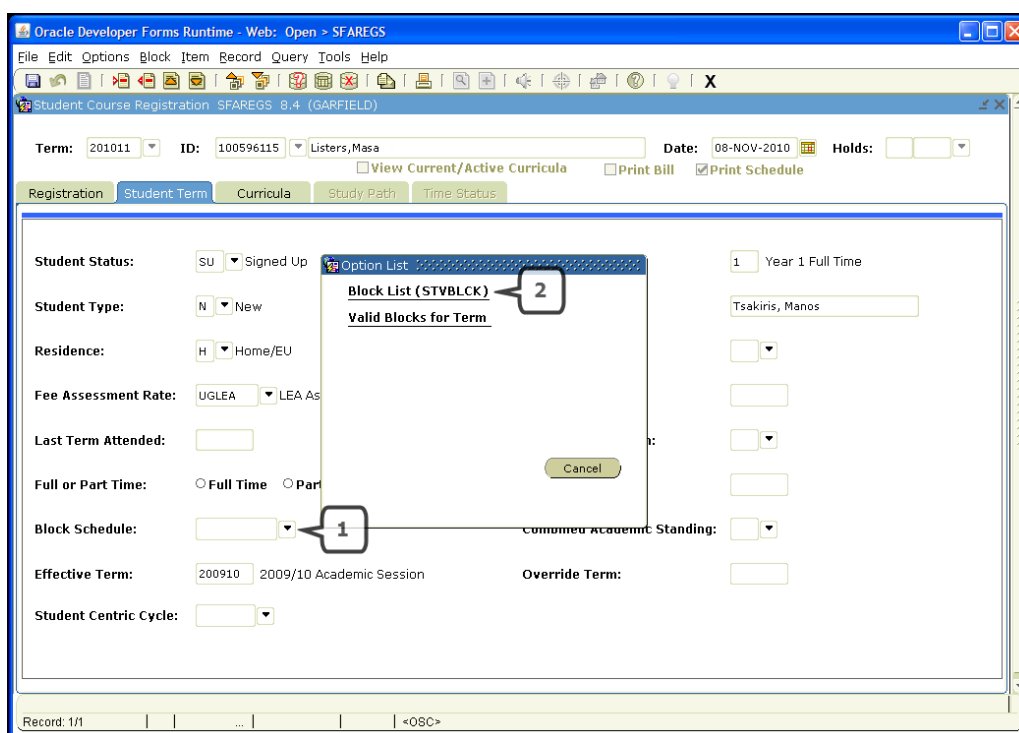 Oracle Developer Forms Runtime - Web: Open > SFAREGS
File Edit Options Block Item Record Query Tools Help
X
Student Course Registration SFAREGS 8.4 (GARFIELD)
Term: 201011 ID: 100596115 Listers,Masa Date: 08-NOV-2010 Holds:
View Current/Active Curricula Print Bill Print Schedule
Registration Student Term Curricula Study Path Time Status
Student Status: SU Signed Up 1 Year 1 Full Time
Option List
Block List (STVBLCK) 2
Student Type: N New Tsakiris, Manos
Valid Blocks for Term
Residence: H Home/EU
Fee Assessment Rate: UGLEA LEA As
Last Term Attended: n:
Cancel
Full or Part Time: Full Time Part
Block Schedule: 1 Combined Academic Standing:
Effective Term: 200910 2009/10 Academic Session Override Term:
Student Centric Cycle:
Record: 1/1 ... <OSC>